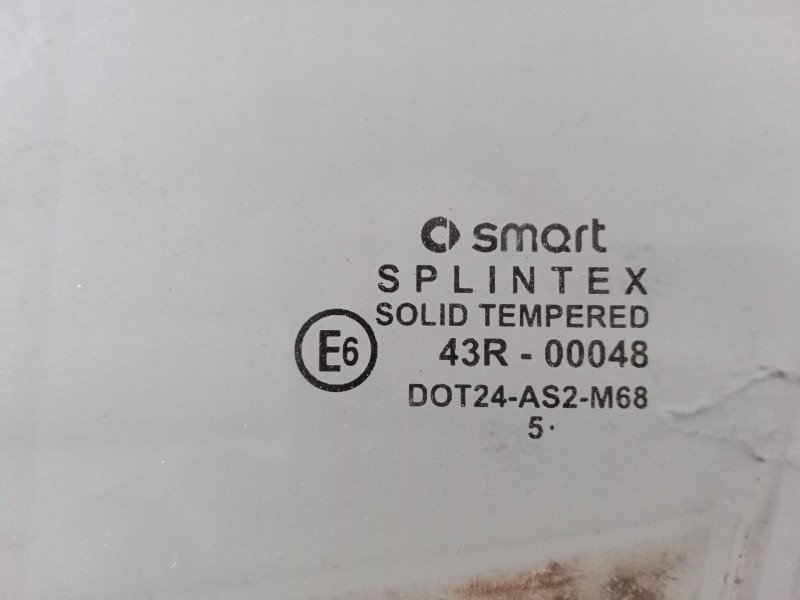 smart
SPLINTEX
SOLID TEMPERED
E6 43R - 00048
DOT24-AS2-M68
5.